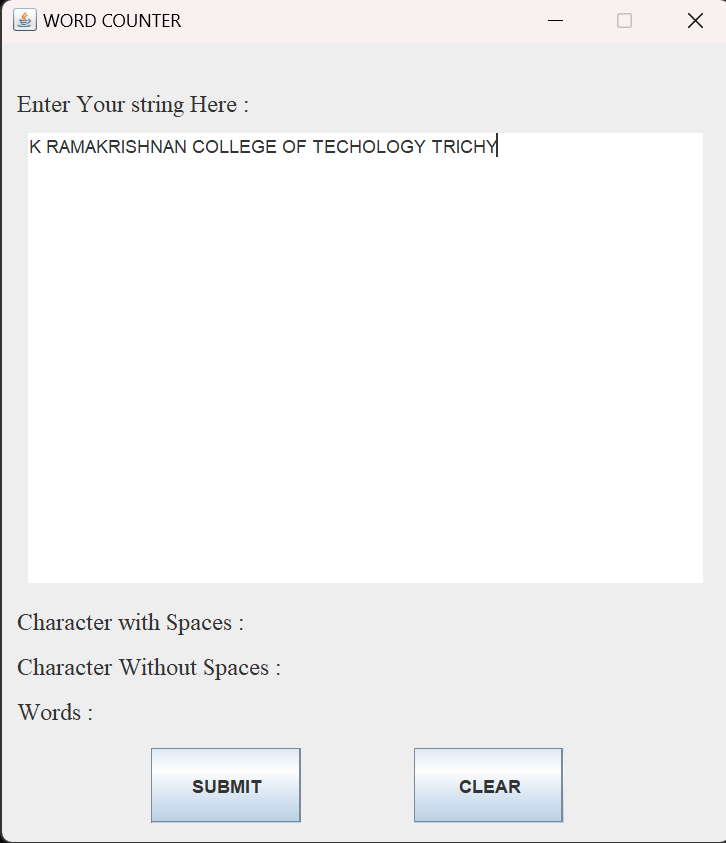 WORD COUNTER
Enter Your string Here :
K RAMAKRISHNAN COLLEGE OF TECHOLOGY TRICHY
Character with Spaces :
Character Without Spaces :
Words :
SUBMIT
CLEAR